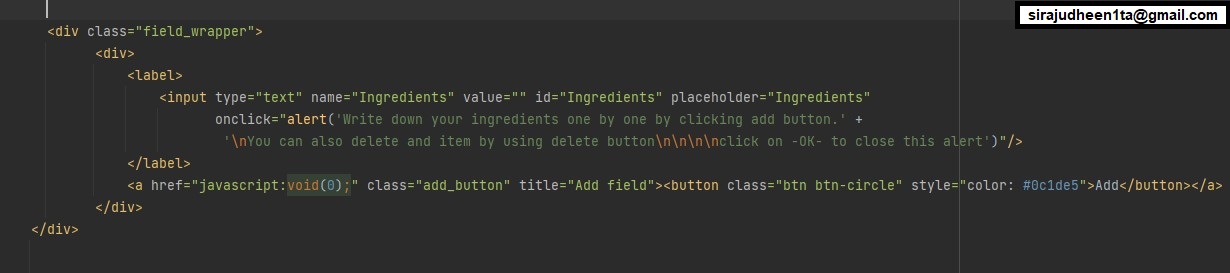 sirajudheen1ta@gmail.com
<div class="field_wrapper">
<div>
<label>
<input type="text" name="Ingredients" value="" id="Ingredients" placeholder="Ingredients"
onclick="alert('Write down your ingredients one by one by clicking add button.' +
'\nYou can also delete and item by using delete button\n\n\n\nclick on -OK- to close this alert')"/>
</label>
<a href="javascript:void(0);" class="add_button" title="Add field"><button class="btn btn-circle" style="color: #0c1de5">Add</button></a>
</div>
</div>